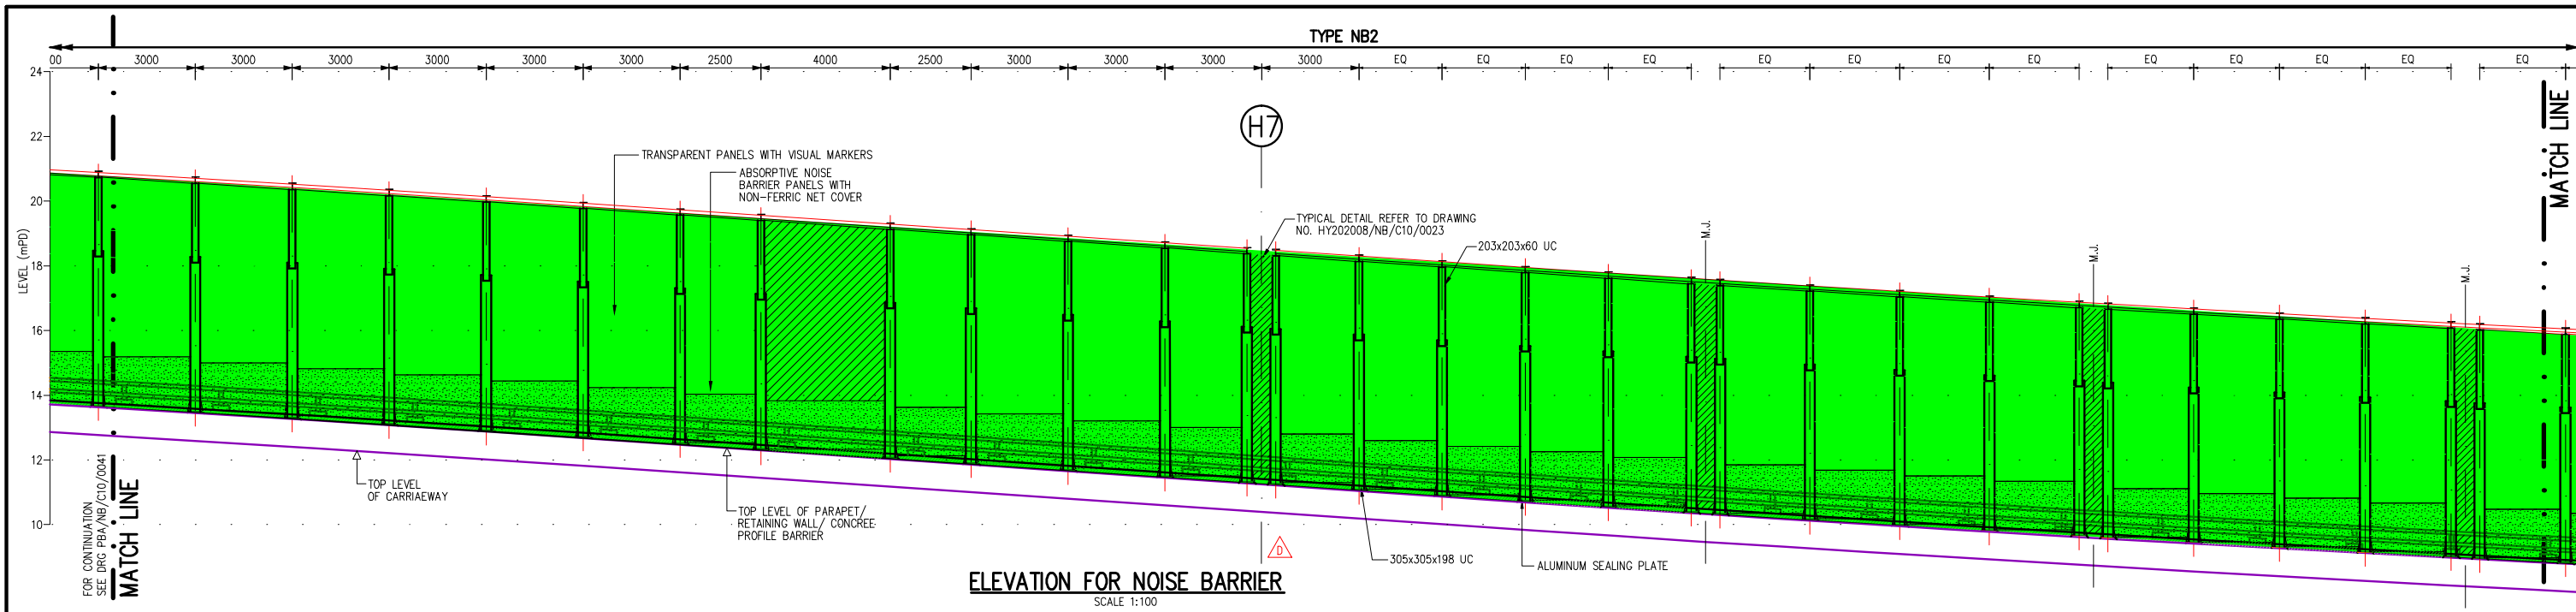 TYPE NB2
00 3000 3000 3000 3000 3000 3000 2500 4000 2500 3000 3000 3000 3000 EQ EQ EQ EQ EQ EQ EQ EQ EQ EQ EQ EQ EQ
24
22
20
18
16
14
12
10
LEVEL (mPD)
H7
TRANSPARENT PANELS WITH VISUAL MARKERS
ABSORPTIVE NOISE
BARRIER PANELS WITH
NON-FERRIC NET COVER
TYPICAL DETAIL REFER TO DRAWING
NO. HY202008/NB/C10/0023
203x203x60 UC
M.J.
M.J.
M.J.
MATCH LINE
TOP LEVEL
OF CARRIAEWAY
TOP LEVEL OF PARAPET/
RETAINING WALL/ CONCREE
PROFILE BARRIER
D
305x305x198 UC
ALUMINUM SEALING PLATE
FOR CONTINUATION
SEE DRG PBA/NB/C10/0041
MATCH LINE
ELEVATION FOR NOISE BARRIER
SCALE 1:100